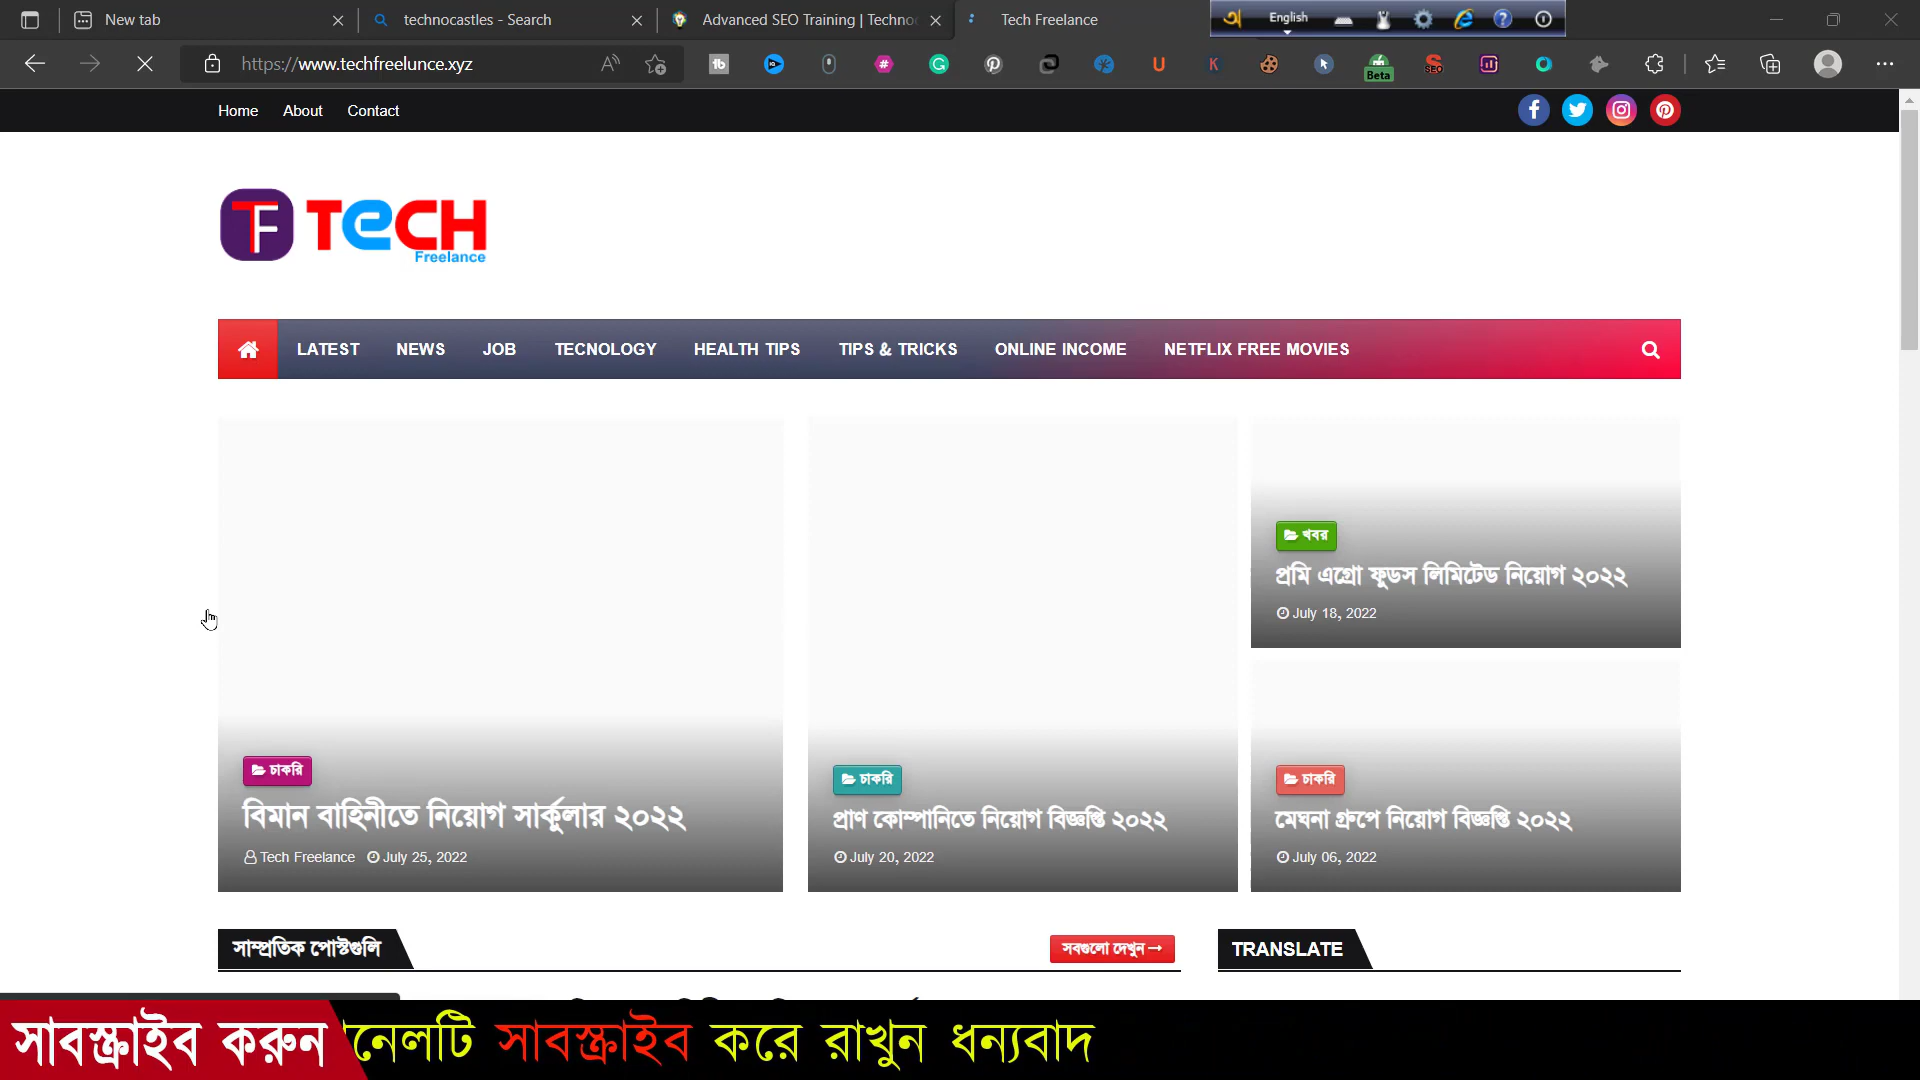 New tab
technocastles - Search
Advanced SEO Training | Techno
Tech Freelance
English
https://www.techfreelunce.xyz
Beta
Home About Contact
TF TeCH
Freelance
LATEST NEWS JOB TECNOLOGY HEALTH TIPS TIPS & TRICKS ONLINE INCOME NETFLIX FREE MOVIES
চাকরি
বিমান বাহিনীতে নিয়োগ সার্কুলার ২০২২
Tech Freelance July 25, 2022
চাকরি
প্রাণ কোম্পানিতে নিয়োগ বিজ্ঞপ্তি ২০২২
July 20, 2022
খবর
প্রমি এগ্রো ফুডস লিমিটেড নিয়োগ ২০২২
July 18, 2022
চাকরি
মেঘনা গ্রুপে নিয়োগ বিজ্ঞপ্তি ২০২২
July 06, 2022
সাম্প্রতিক পোস্টগুলি
সবগুলো দেখুন →
TRANSLATE
সাবস্ক্রাইব করুন
নেলটি সাবস্ক্রাইব করে রাখুন ধন্যবাদ